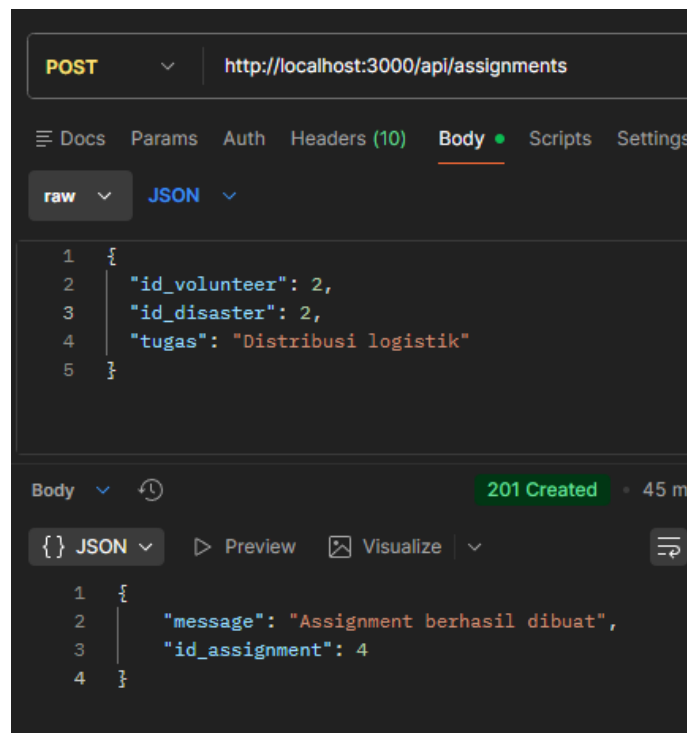 POST http://localhost:3000/api/assignments
Docs Params Auth Headers (10) Body Scripts Settings
raw JSON
1 {
2 "id_volunteer": 2,
3 "id_disaster": 2,
4 "tugas": "Distribusi logistik"
5 }
Body 201 Created 45 m
{} JSON Preview Visualize
1 {
2 "message": "Assignment berhasil dibuat",
3 "id_assignment": 4
4 }